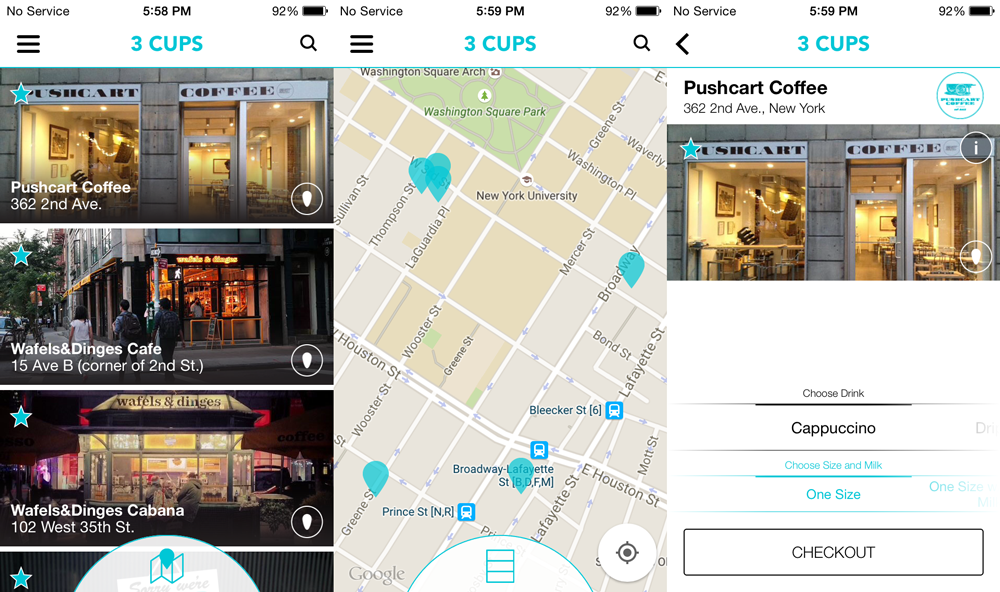 No Service 5:58 PM 92%
3 CUPS
PUSHCART COFFEE
Pushcart Coffee
362 2nd Ave.
wafels & dinges
Wafels&Dinges Cafe
15 Ave B (corner of 2nd St.)
wafels & dinges
coffee
Wafels&Dinges Cabana
102 West 35th St.
Sorry we're
No Service 5:59 PM 92%
3 CUPS
Washington Square Arch
Washington Square Park
Greene St
Waverly
Washington Pl
New York University
Sullivan St
Thompson St
LaGuardia Pl
Mercer St
Broadway
Wooster St
Greene St
Bond St
W Houston St
Lafayette St
Wooster St
Bleecker St [6]
Mott St
Broadway-Lafayette
St [B,D,F,M]
E Houston St
Greene St
Prince St [N,R]
Lafayette St
Google
No Service 5:59 PM 92%
3 CUPS
Pushcart Coffee
362 2nd Ave., New York
PUSHCART
COFFEE
PUSHCART COFFEE
i
Choose Drink
Cappuccino
Choose Size and Milk
One Size
One Size
CHECKOUT